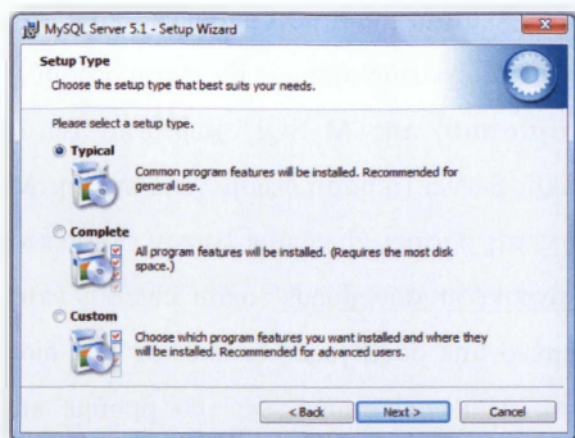 MySQL Server 5.1 - Setup Wizard
Setup Type
Choose the setup type that best suits your needs.
Please select a setup type.
Typical
Common program features will be installed. Recommended for
general use.
Complete
All program features will be installed. (Requires the most disk
space.)
Custom
Choose which program features you want installed and where they
will be installed. Recommended for advanced users.
< Back
Next >
Cancel